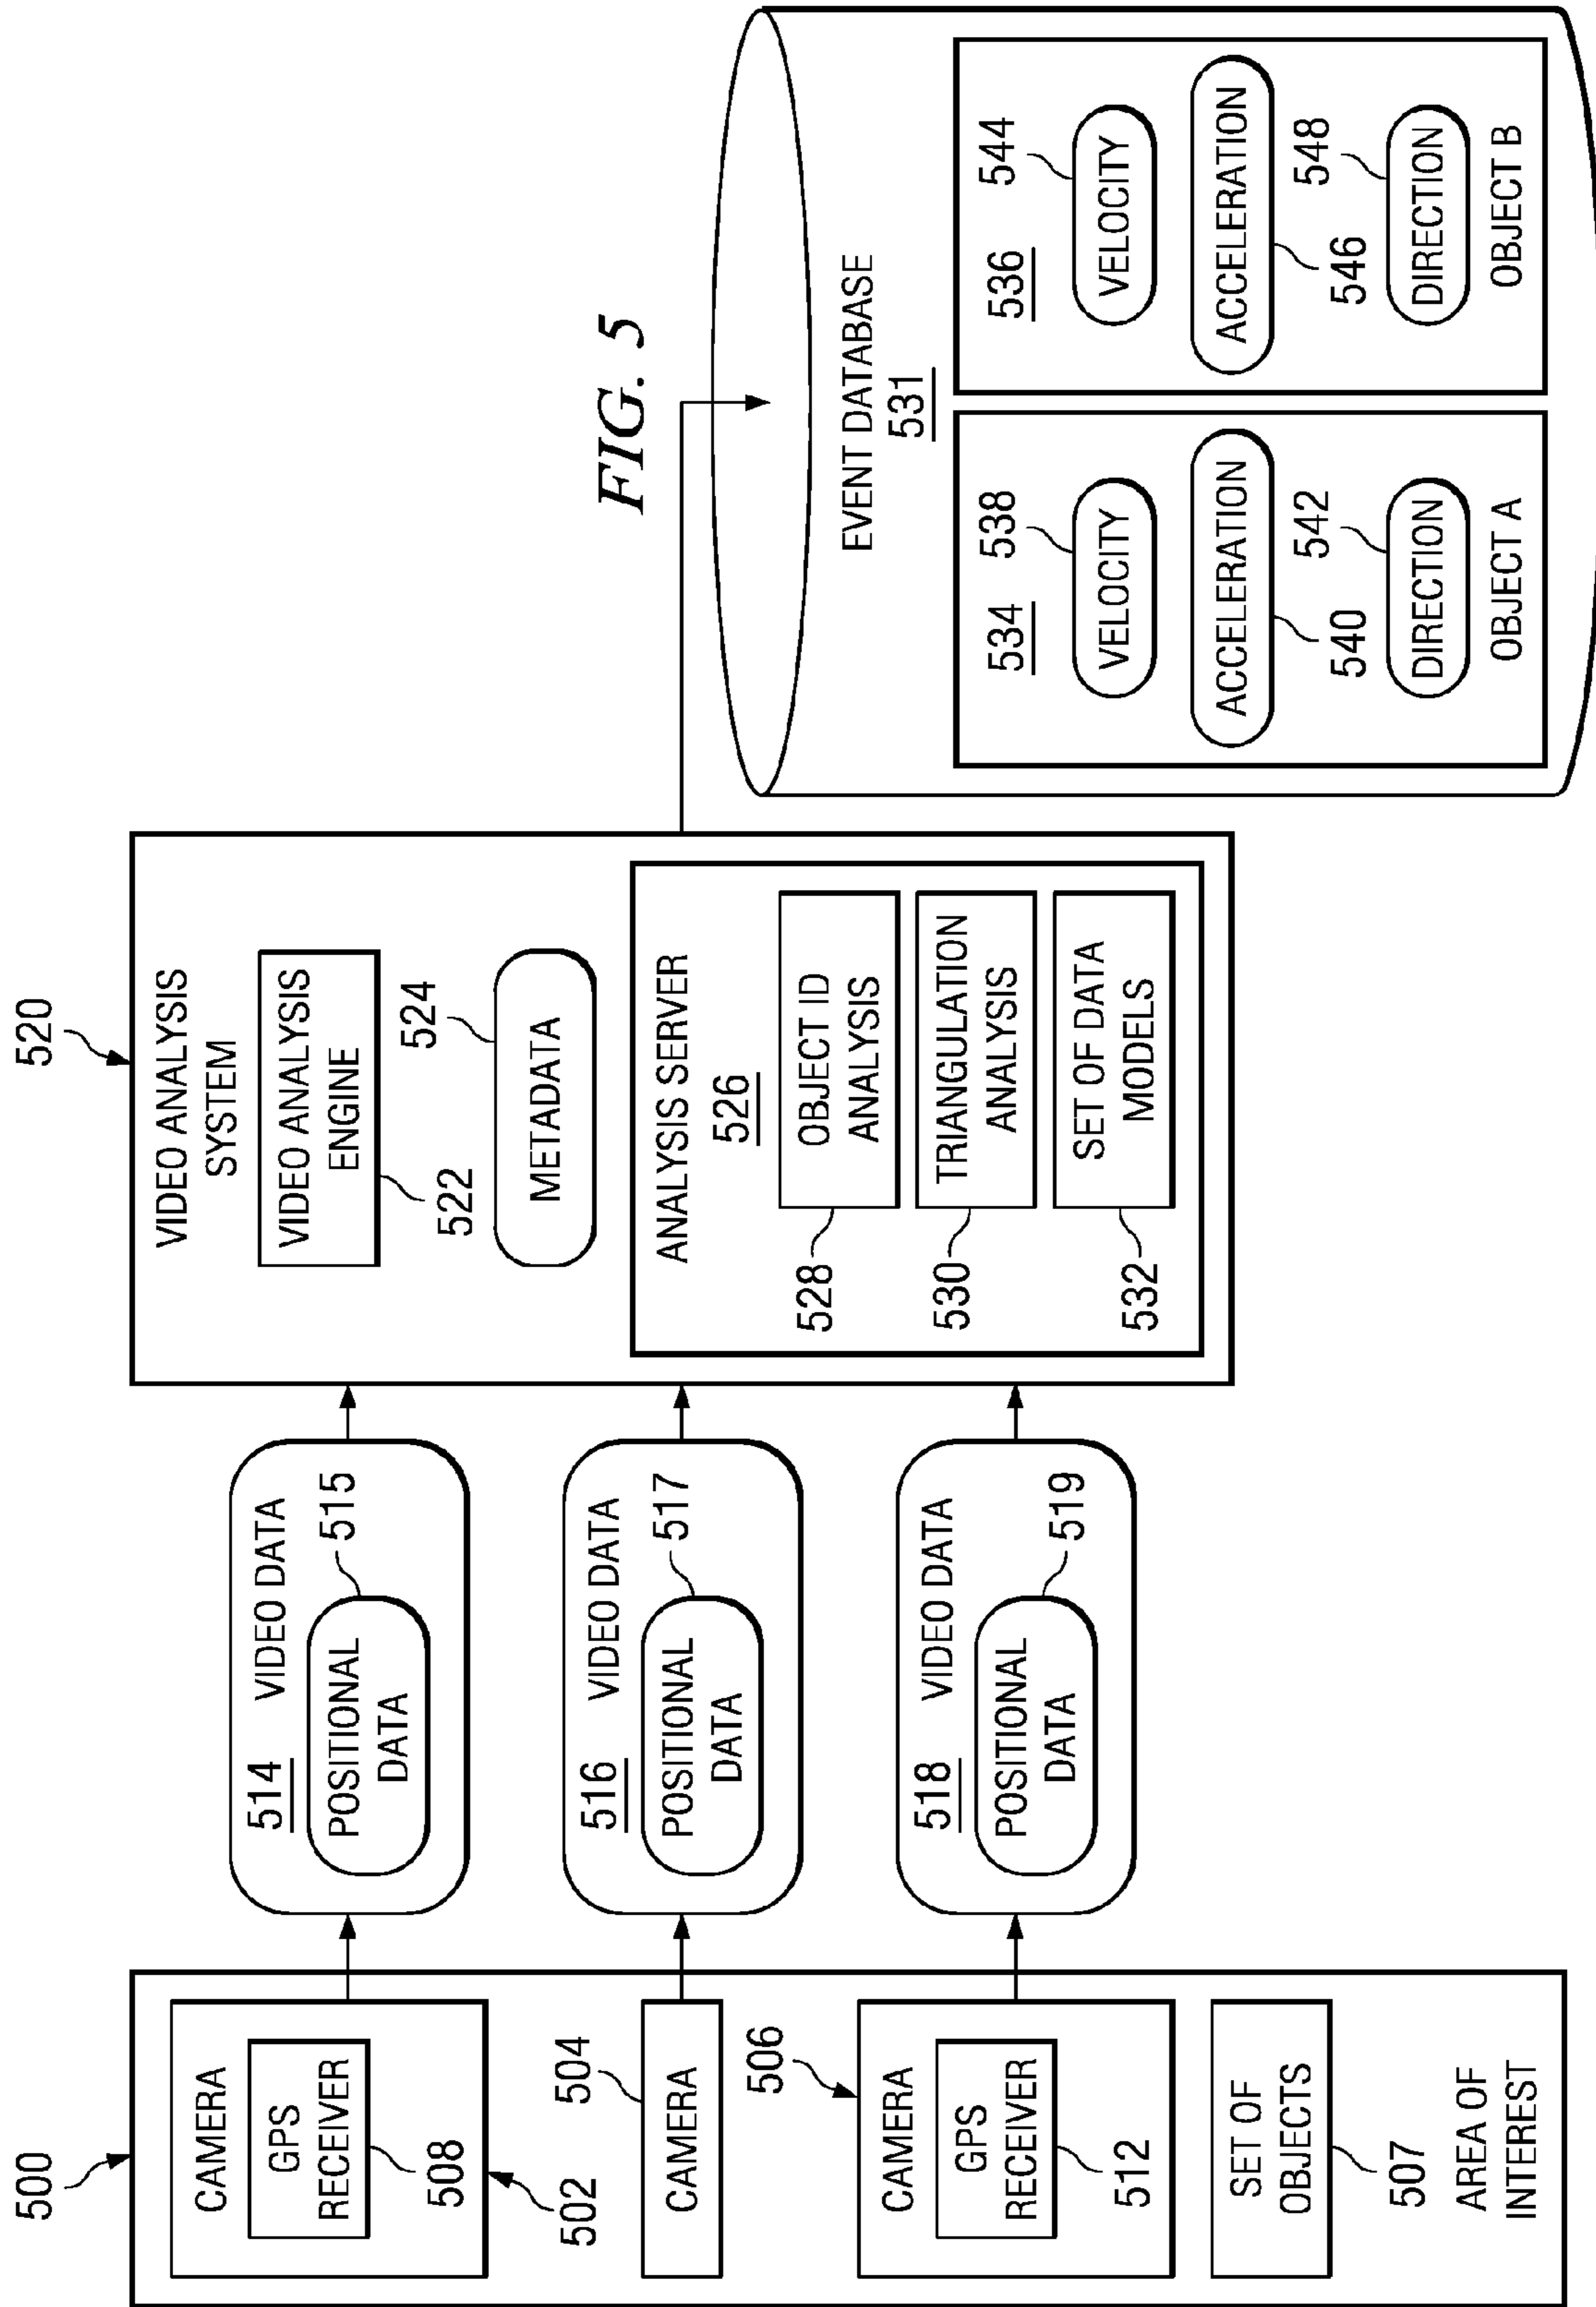 500
CAMERA
GPS
RECEIVER
508
502
504
CAMERA
506
CAMERA
GPS
RECEIVER
512
SET OF
OBJECTS
507
AREA OF
INTEREST
514
VIDEO DATA
POSITIONAL
DATA
515
516
VIDEO DATA
POSITIONAL
DATA
517
518
VIDEO DATA
POSITIONAL
DATA
519
520
VIDEO ANALYSIS
SYSTEM
VIDEO ANALYSIS
ENGINE
522
524
METADATA
ANALYSIS SERVER
526
OBJECT ID
ANALYSIS
528
TRIANGULATION
ANALYSIS
530
SET OF DATA
MODELS
532
FIG. 5
EVENT DATABASE
531
534
538
VELOCITY
ACCELERATION
540
542
DIRECTION
OBJECT A
536
544
VELOCITY
ACCELERATION
546
548
DIRECTION
OBJECT B